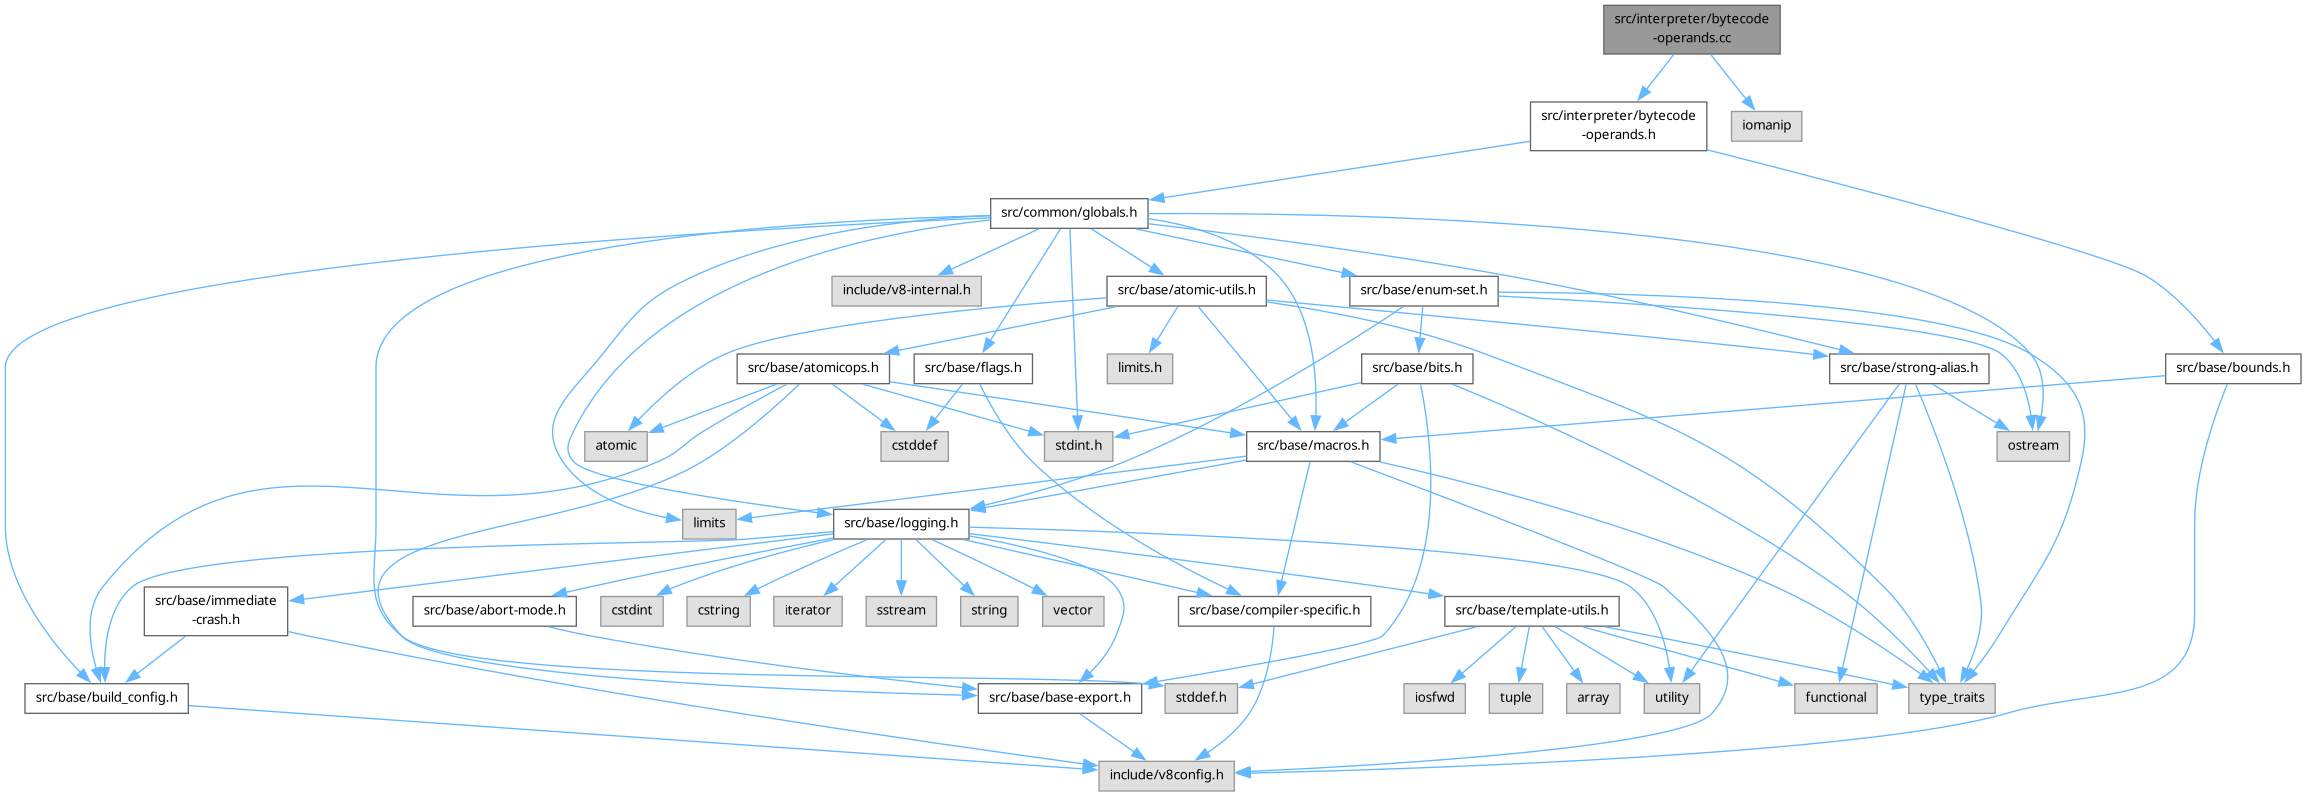 src/interpreter/bytecode
-operands.cc
src/interpreter/bytecode
-operands.h
iomanip
src/common/globals.h
include/v8-internal.h
src/base/atomic-utils.h
src/base/enum-set.h
src/base/atomicops.h
src/base/flags.h
limits.h
src/base/bits.h
src/base/strong-alias.h
src/base/bounds.h
atomic
cstddef
stdint.h
src/base/macros.h
ostream
limits
src/base/logging.h
src/base/immediate
-crash.h
src/base/abort-mode.h
cstdint
cstring
iterator
sstream
string
vector
src/base/compiler-specific.h
src/base/template-utils.h
src/base/build_config.h
src/base/base-export.h
stddef.h
iosfwd
tuple
array
utility
functional
type_traits
include/v8config.h